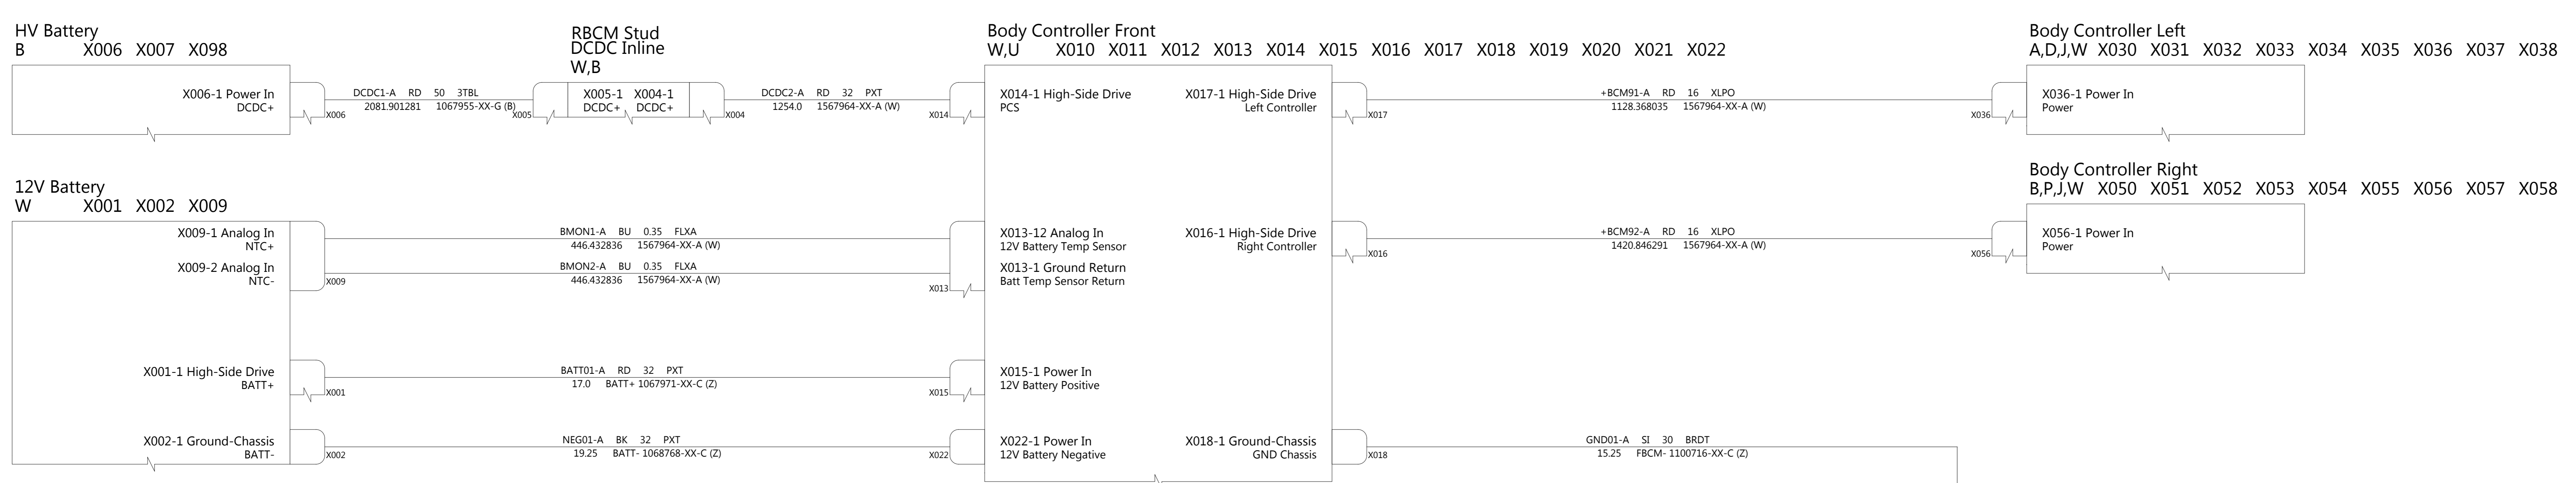 HV Battery
B X006 X007 X098
X006-1 Power In
DCDC+
X006
DCDC1-A RD 50 3TBL
2081.901281 1067955-XX-G (B)
X005
RBCM Stud
DCDC Inline
W,B
X005-1 X004-1
DCDC+ DCDC+
X004
DCDC2-A RD 32 PXT
1254.0 1567964-XX-A (W)
X014
Body Controller Front
W,U X010 X011 X012 X013 X014 X015 X016 X017 X018 X019 X020 X021 X022
X014-1 High-Side Drive
PCS
X017-1 High-Side Drive
Left Controller
X017
+BCM91-A RD 16 XLPO
1128.368035 1567964-XX-A (W)
X036
Body Controller Left
A,D,J,W X030 X031 X032 X033 X034 X035 X036 X037 X038
X036-1 Power In
Power
12V Battery
W X001 X002 X009
X009-1 Analog In
NTC+
X009-2 Analog In
NTC-
X009
BMON1-A BU 0.35 FLXA
446.432836 1567964-XX-A (W)
BMON2-A BU 0.35 FLXA
446.432836 1567964-XX-A (W)
X013
X013-12 Analog In
12V Battery Temp Sensor
X013-1 Ground Return
Batt Temp Sensor Return
X016-1 High-Side Drive
Right Controller
X016
+BCM92-A RD 16 XLPO
1420.846291 1567964-XX-A (W)
X056
Body Controller Right
B,P,J,W X050 X051 X052 X053 X054 X055 X056 X057 X058
X056-1 Power In
Power
X001-1 High-Side Drive
BATT+
X001
BATT01-A RD 32 PXT
17.0 BATT+ 1067971-XX-C (Z)
X015
X015-1 Power In
12V Battery Positive
X002-1 Ground-Chassis
BATT-
X002
NEG01-A BK 32 PXT
19.25 BATT- 1068768-XX-C (Z)
X022
X022-1 Power In
12V Battery Negative
X018-1 Ground-Chassis
GND Chassis
X018
GND01-A SI 30 BRDT
15.25 FBCM- 1100716-XX-C (Z)